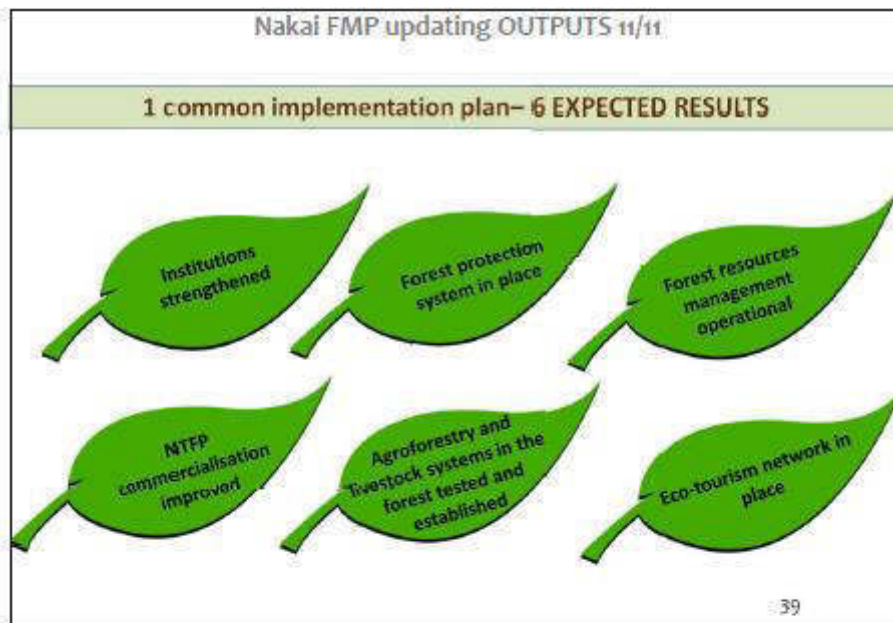 Nakai FMP updating OUTPUTS 11/11
1 common implementation plan– 6 EXPECTED RESULTS
Institutions
strengthened
Forest protection
system in place
Forest resources
management
operational
NTFP
commercialisation
improved
Agroforestry and
livestock systems in the
forest tested and
established
Eco-tourism network in
place
39